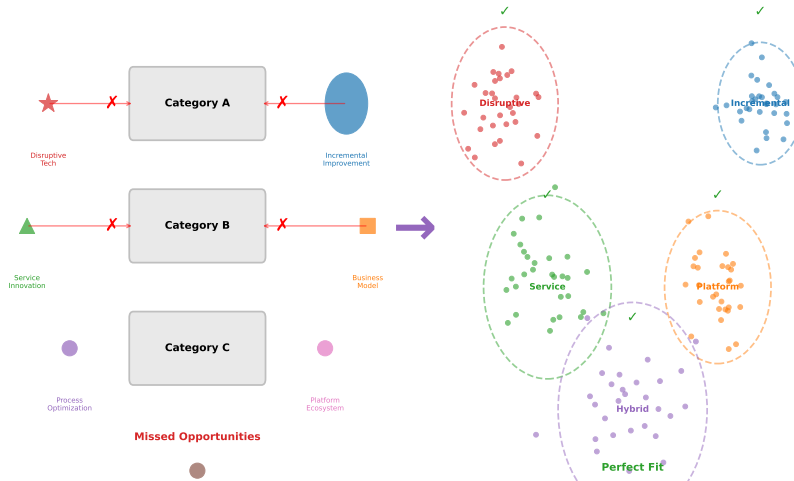 Category A
Disruptive
Tech
Incremental
Improvement
Category B
Service
Innovation
Business
Model
Category C
Process
Optimization
Platform
Ecosystem
Missed Opportunities
✓
✓
Disruptive
Incremental
✓
✓
Service
Platform
✓
Hybrid
Perfect Fit